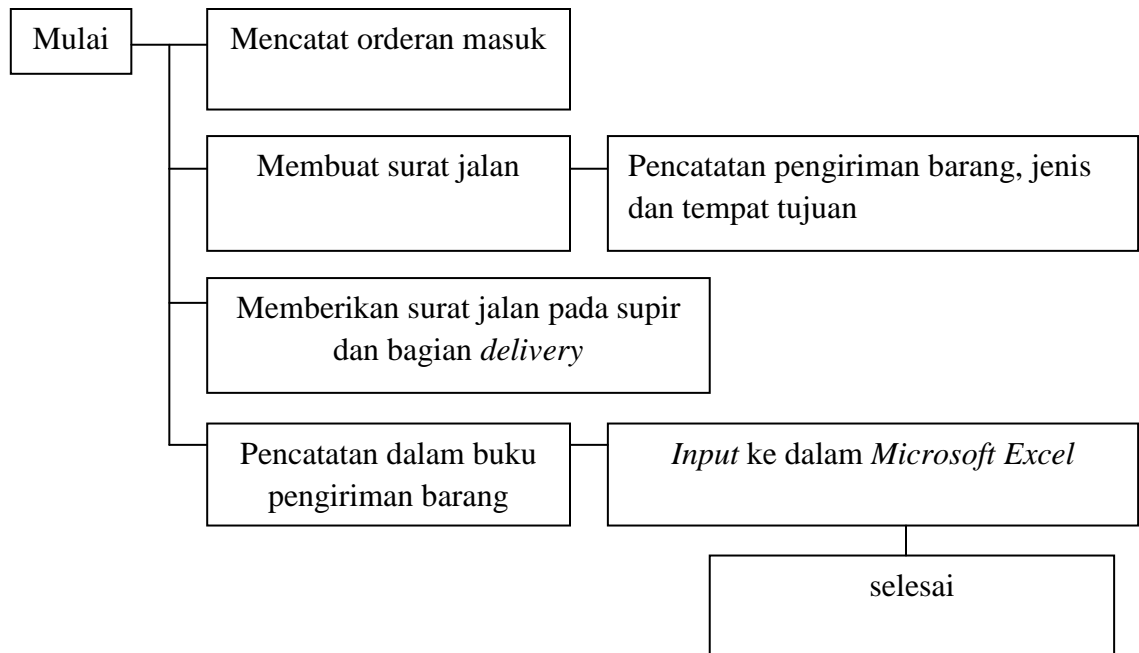 Mulai
Mencatat orderan masuk
Membuat surat jalan
Pencatatan pengiriman barang, jenis
dan tempat tujuan
Memberikan surat jalan pada supir
dan bagian delivery
Pencatatan dalam buku
pengiriman barang
Input ke dalam Microsoft Excel
selesai